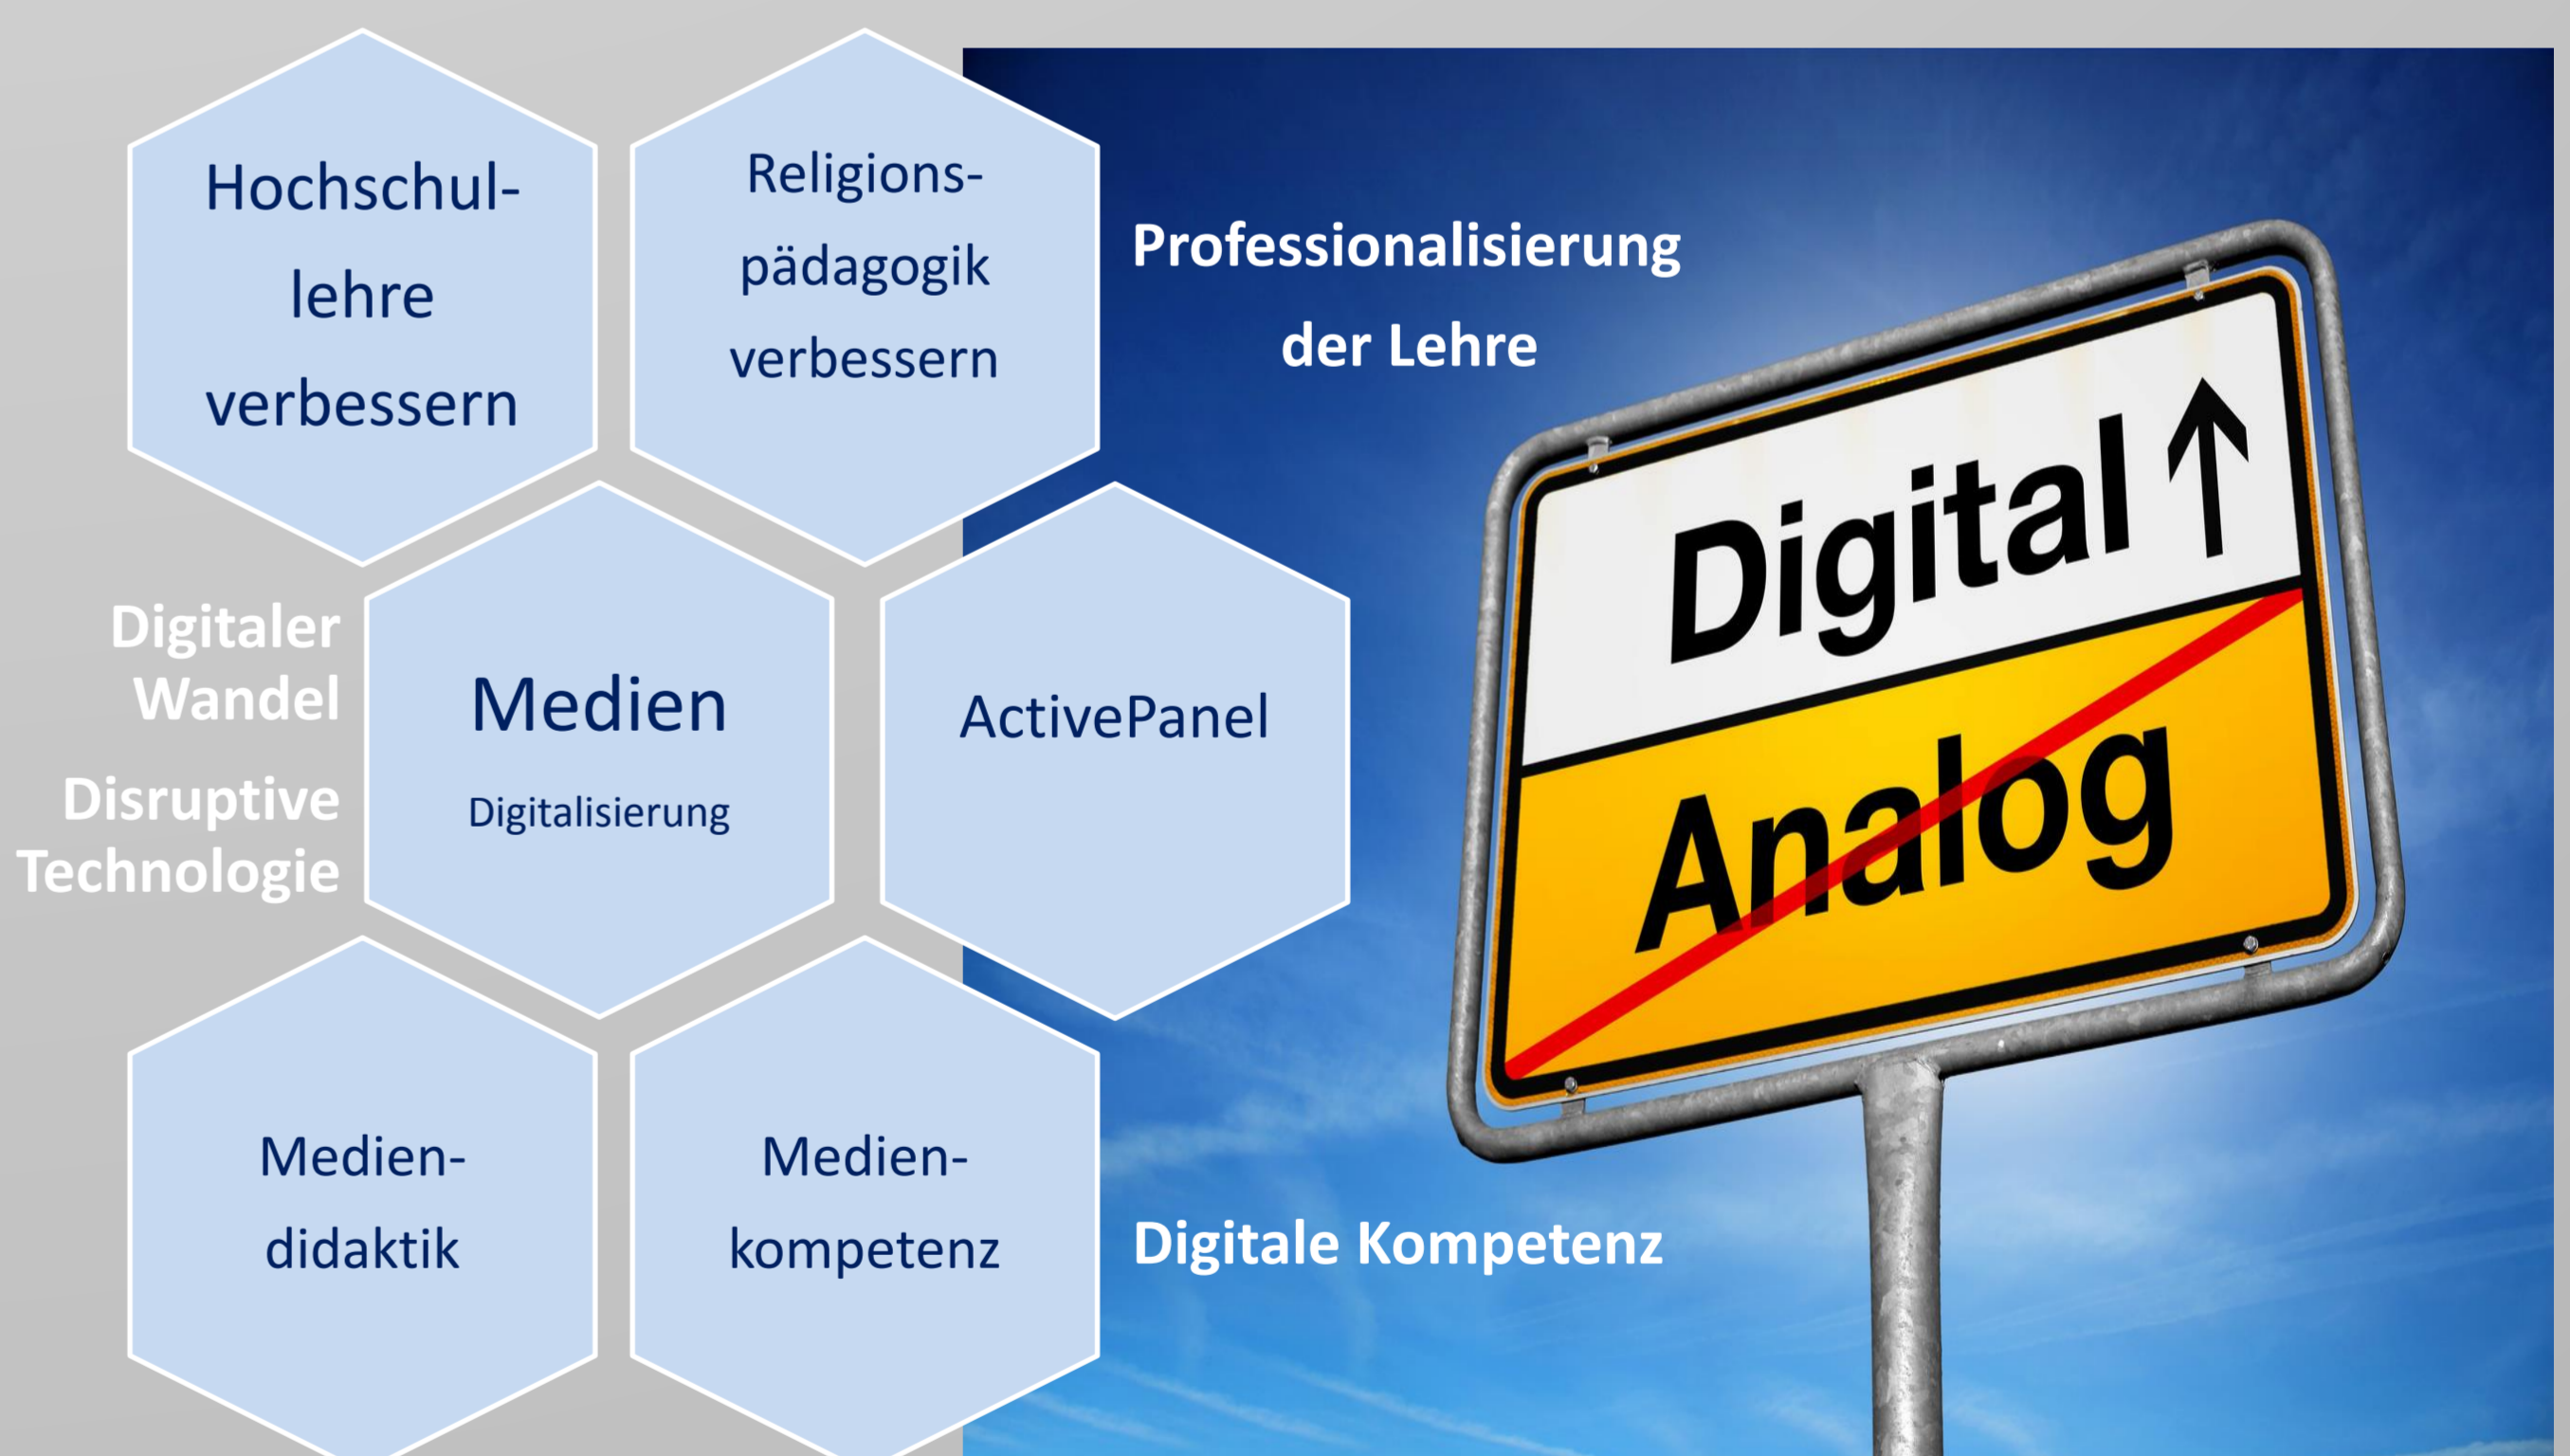 Hochschul-
lehre
verbessern
Religions-
pädagogik
verbessern
Professionalisierung
der Lehre
Digitaler
Wandel
Disruptive
Technologie
Medien
Digitalisierung
ActivePanel
Digital ↑
Analog
Medien-
didaktik
Medien-
kompetenz
Digitale Kompetenz